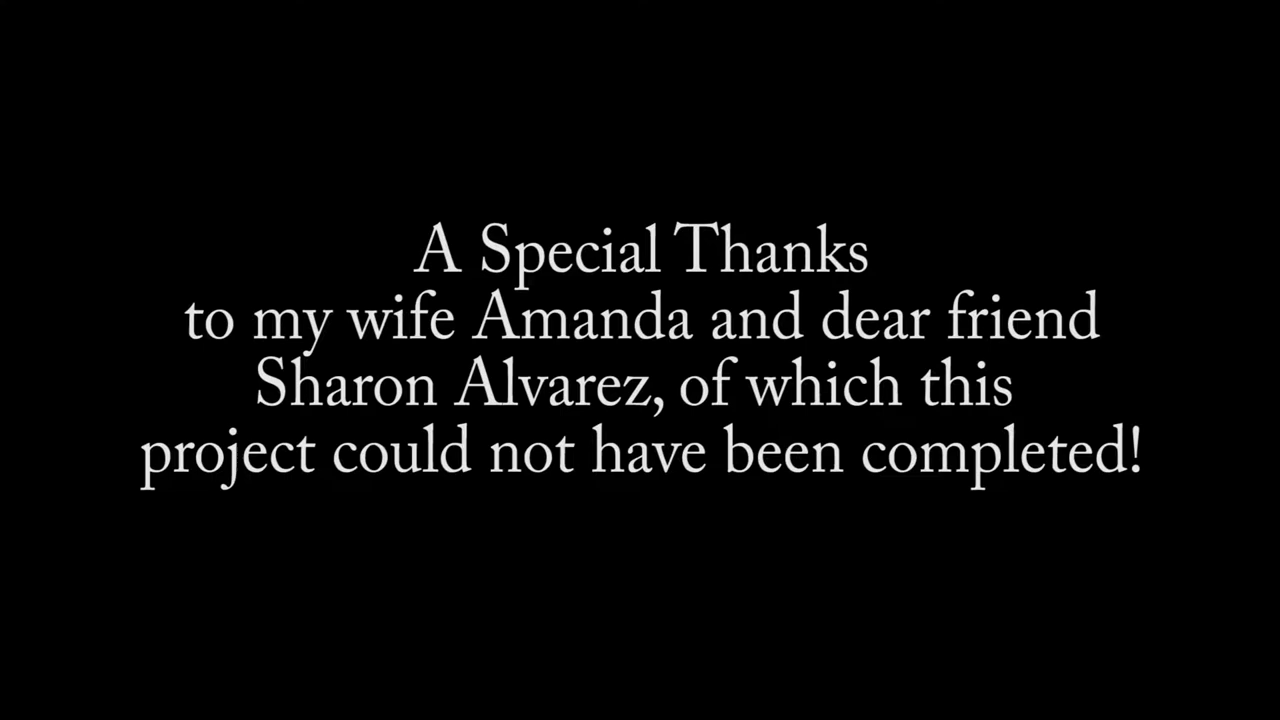 A Special Thanks
to my wife Amanda and dear friend
Sharon Alvarez, of which this
project could not have been completed!